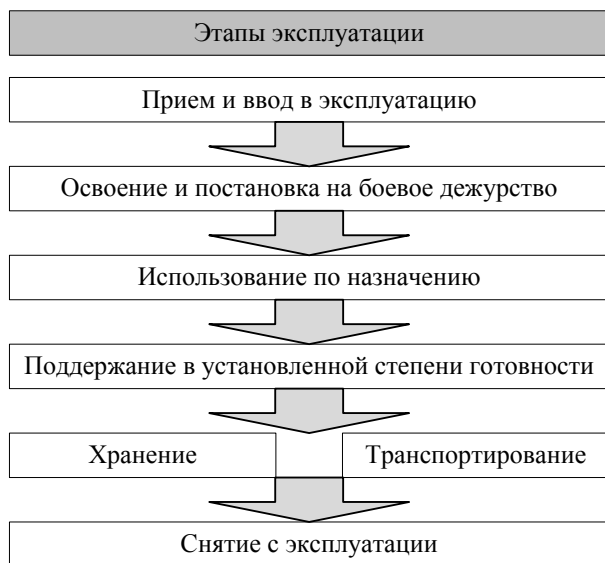 Этапы эксплуатации
Прием и ввод в эксплуатацию
Освоение и постановка на боевое дежурство
Использование по назначению
Поддержание в установленной степени готовности
Хранение
Транспортирование
Снятие с эксплуатации